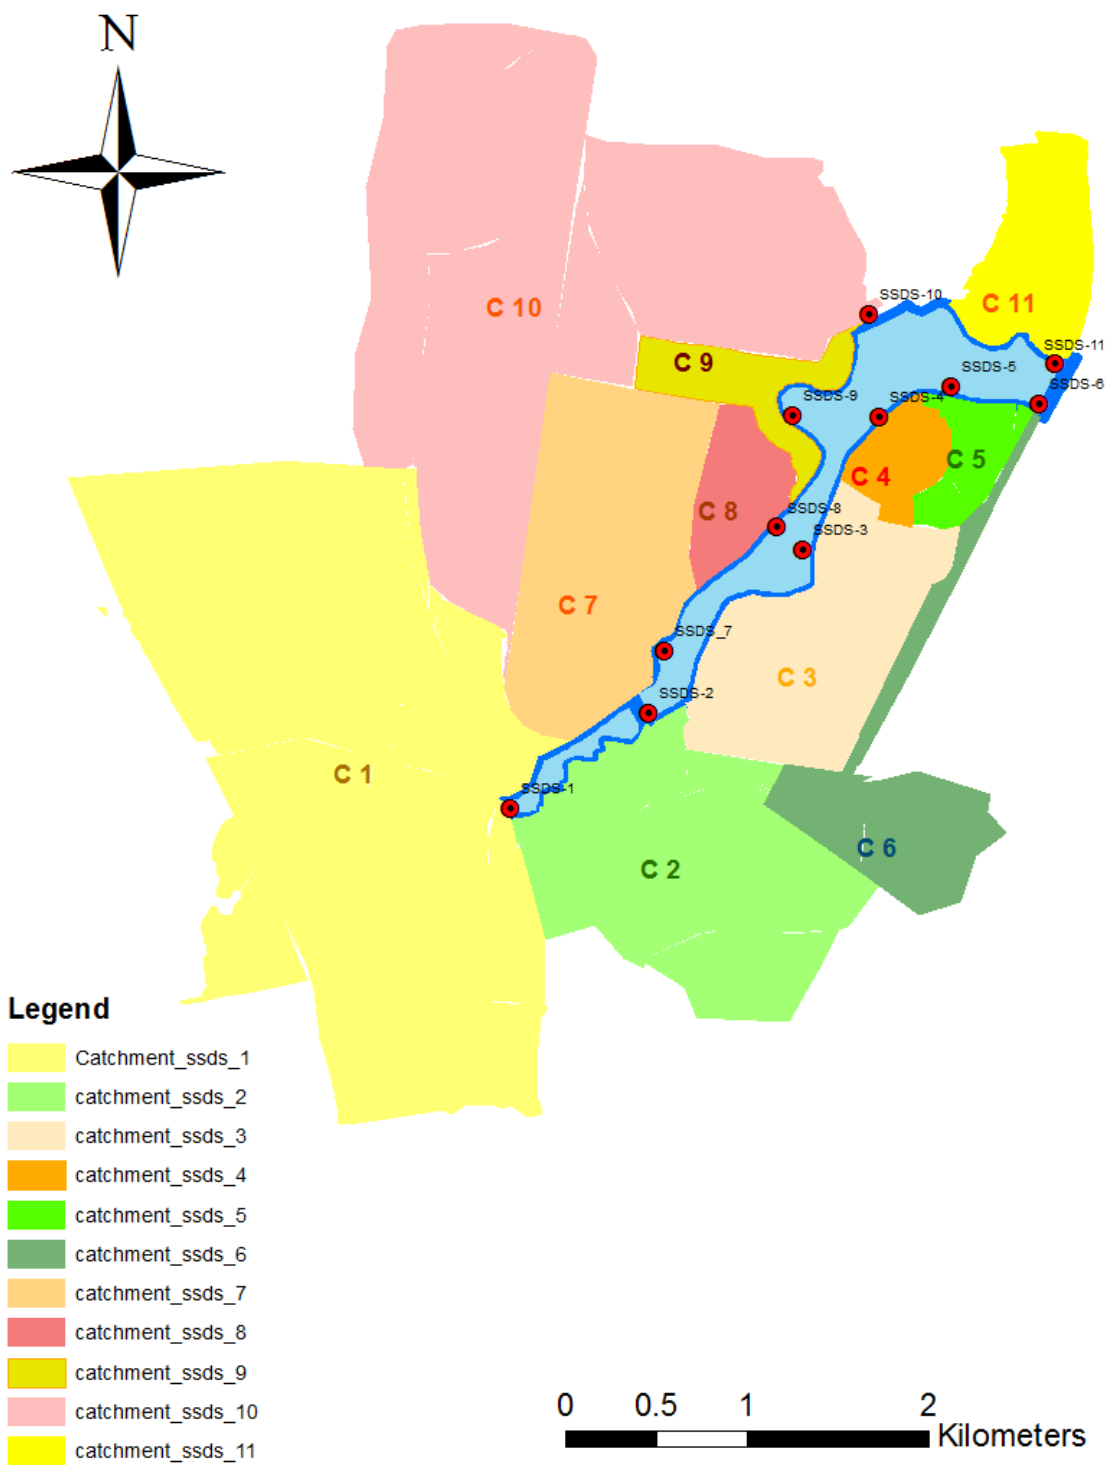 N
SSDS-10
C 10
C 11
SSDS-11
C 9
SSDS-5
SSDS-6
SSDS-9
SSDS-4
C 5
C 4
C 8
SSDS-8
SSDS-3
C 7
SSDS_7
C 3
SSDS-2
C 1
SSDS-1
C 6
C 2
Legend
Catchment_ssds_1
catchment_ssds_2
catchment_ssds_3
catchment_ssds_4
catchment_ssds_5
catchment_ssds_6
catchment_ssds_7
catchment_ssds_8
catchment_ssds_9
catchment_ssds_10
catchment_ssds_11
0 0.5 1 2
Kilometers